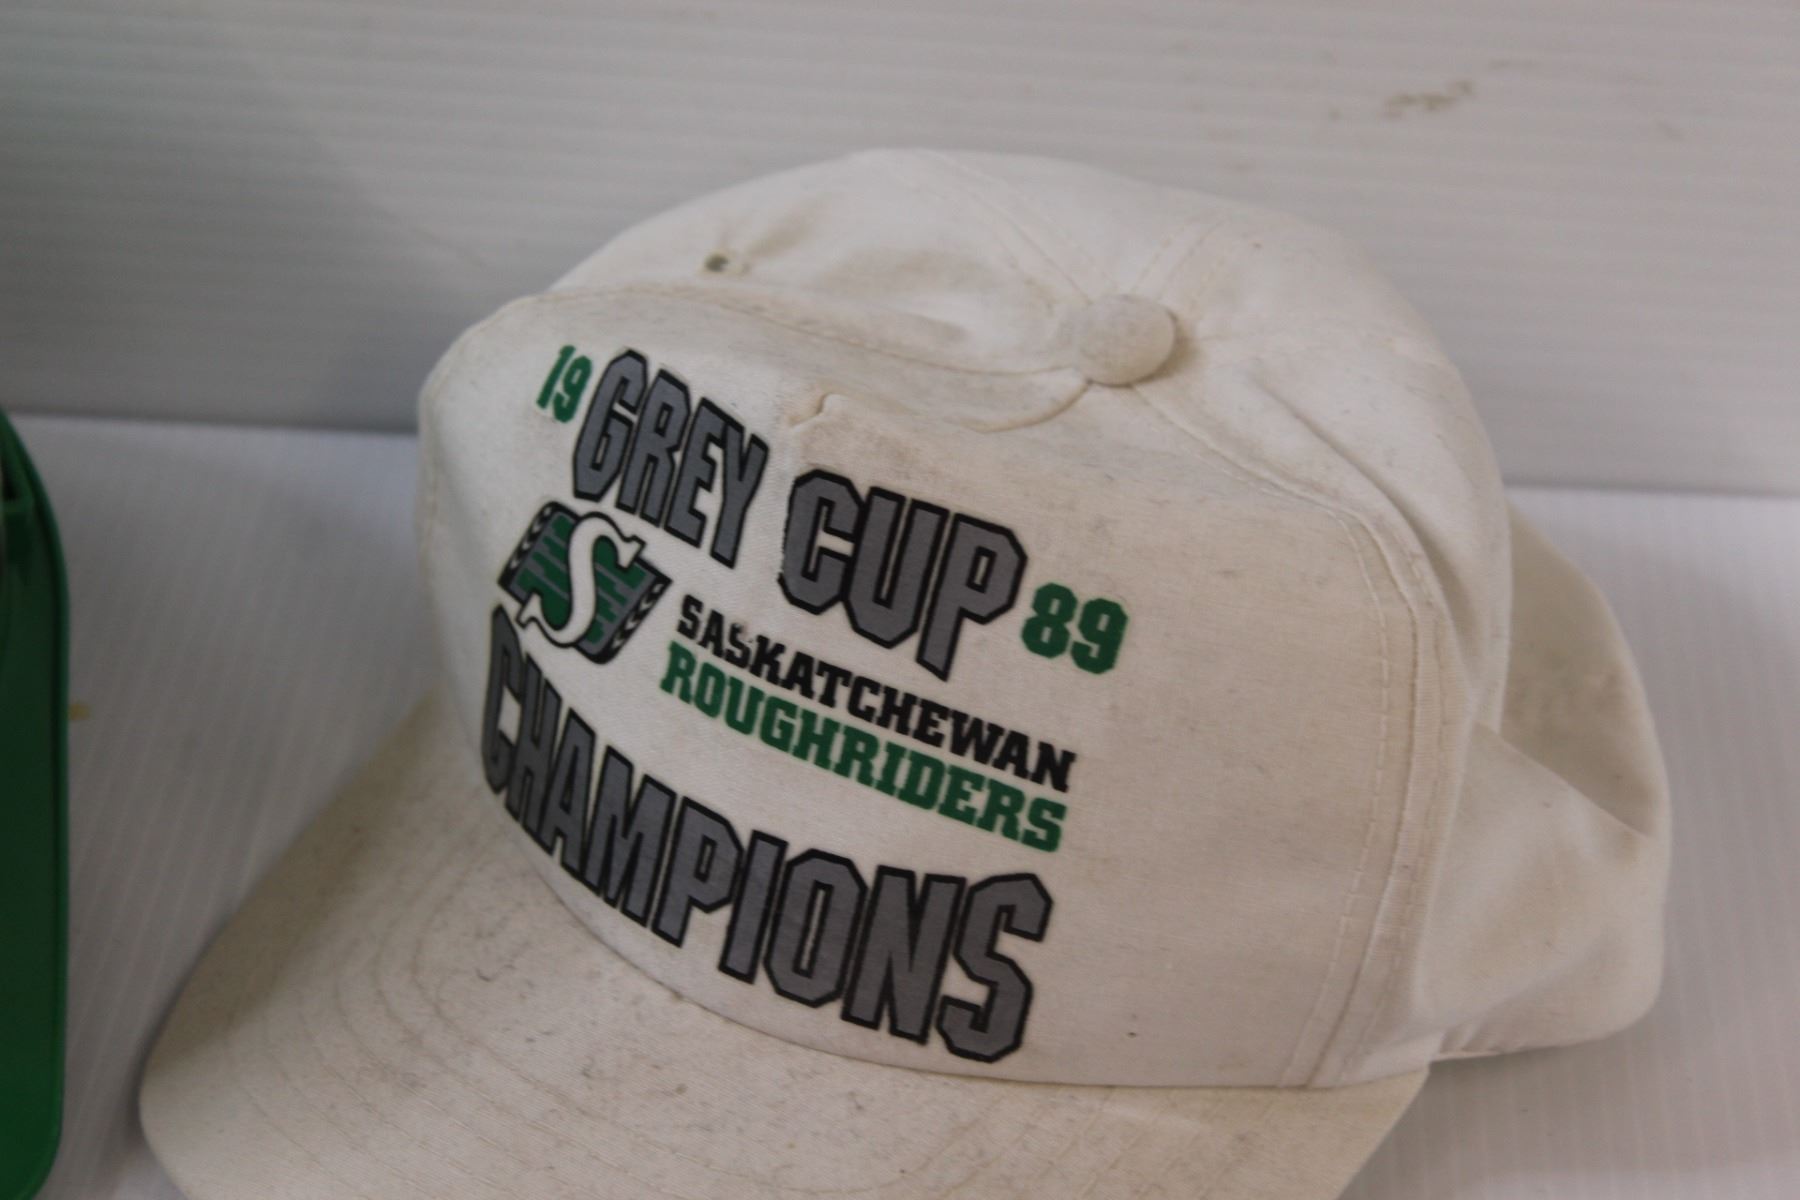 19 GREY CUP 89
S SASKATCHEWAN
ROUGHRIDERS
CHAMPIONS